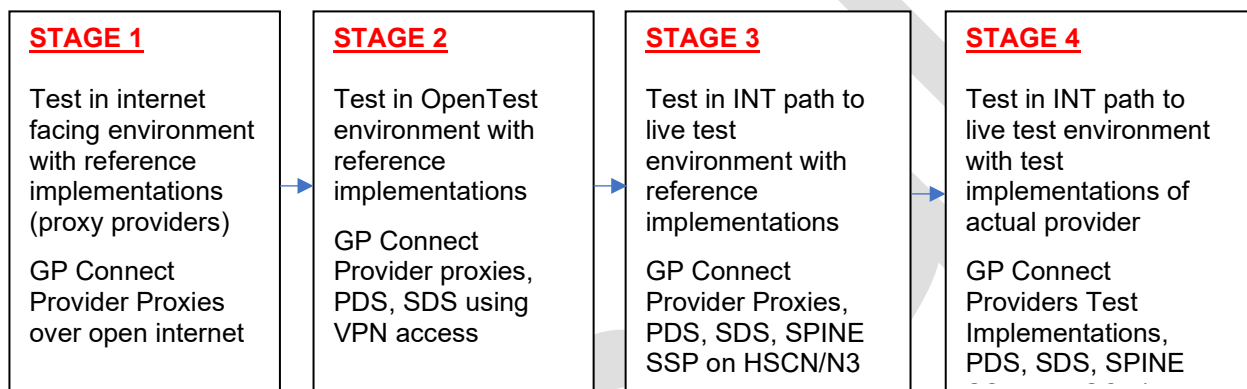 STAGE 1
Test in internet
facing environment
with reference
implementations
(proxy providers)
GP Connect
Provider Proxies
over open internet
STAGE 2
Test in OpenTest
environment with
reference
implementations
GP Connect
Provider proxies,
PDS, SDS using
VPN access
STAGE 3
Test in INT path to
live test
environment with
reference
implementations
GP Connect
Provider Proxies,
PDS, SDS, SPINE
SSP on HSCN/N3
STAGE 4
Test in INT path to
live test environment
with test
implementations of
actual provider
GP Connect
Providers Test
Implementations,
PDS, SDS, SPINE